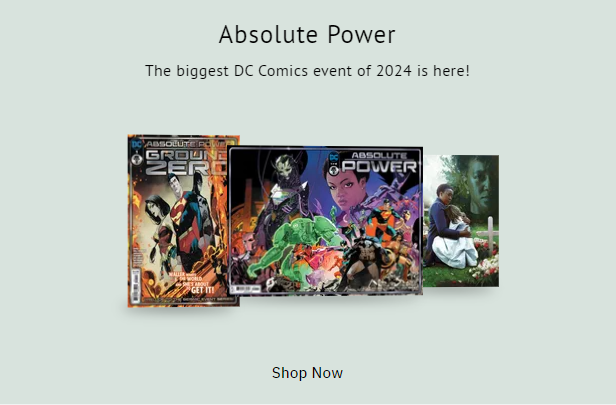 Absolute Power
The biggest DC Comics event of 2024 is here!
DC
ABSOLUTE POWER
GROUND
ZERO
WALLER WANTS
THE WORLD...
AND SHE'S ABOUT
TO GET IT!
DC
ABSOLUTE
POWER
Shop Now